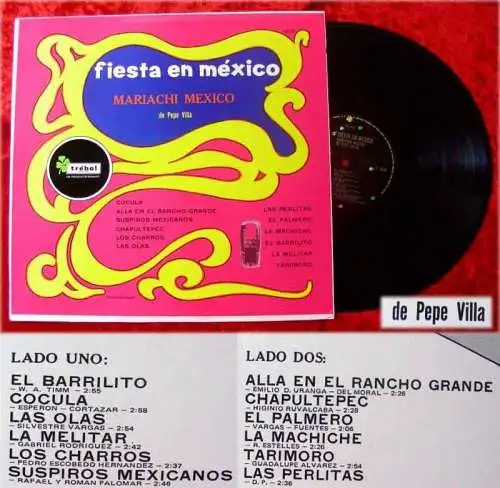 fiesta en méxico
MARIACHI MEXICO
de Pepe Villa
trébol
COCULA
ALLA EN EL RANCHO GRANDE
SUSPIROS MEXICANOS
CHAPULTEPEC
LOS CHARROS
LAS OLAS
LAS PERLITAS
EL PALMERO
LA MACHICHE
EL BARRILITO
LA MELITAR
TARIMORO
de Pepe Villa
LADO UNO:
EL BARRILITO
— W. A. TIMM — 2:55
COCULA
— ESPERON - CORTAZAR — 2:58
LAS OLAS
— SILVESTRE VARGAS — 2:54
LA MELITAR
— GABRIEL RODRIGUEZ — 2:42
LOS CHARROS
— PEDRO ESCOBEDO HERNANDEZ — 2:37
SUSPIROS MEXICANOS
— RAFAEL Y ROMAN PALOMAR — 2:46
LADO DOS:
ALLA EN EL RANCHO GRANDE
— EMILIO D. URANGA - DEL MORAL — 2:26
CHAPULTEPEC
— HIGINIO RUVALCABA — 2:28
EL PALMERO
— VARGAS - FUENTES — 2:06
LA MACHICHE
— R. ESTELLES — 2:26
TARIMORO
— GUADALUPE ALVAREZ — 2:54
LAS PERLITAS
— D. P. — 2:36